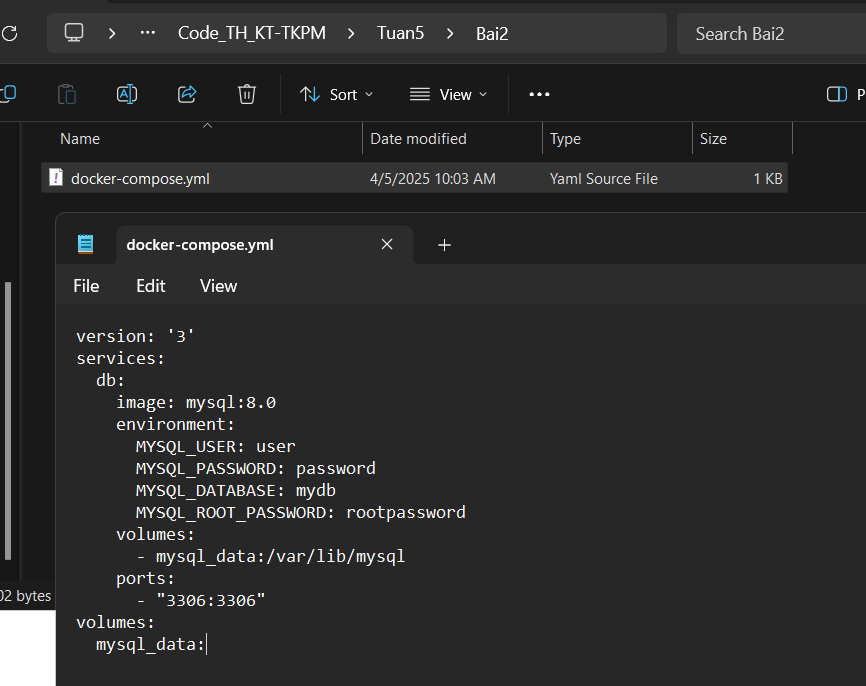 Code_TH_KT-TKPM > Tuan5 > Bai2
Search Bai2
Sort
View
P
Name
Date modified
Type
Size
docker-compose.yml
4/5/2025 10:03 AM
Yaml Source File
1 KB
docker-compose.yml
File
Edit
View
version: '3'
services:
  db:
    image: mysql:8.0
    environment:
      MYSQL_USER: user
      MYSQL_PASSWORD: password
      MYSQL_DATABASE: mydb
      MYSQL_ROOT_PASSWORD: rootpassword
    volumes:
      - mysql_data:/var/lib/mysql
    ports:
      - "3306:3306"
volumes:
  mysql_data:
02 bytes